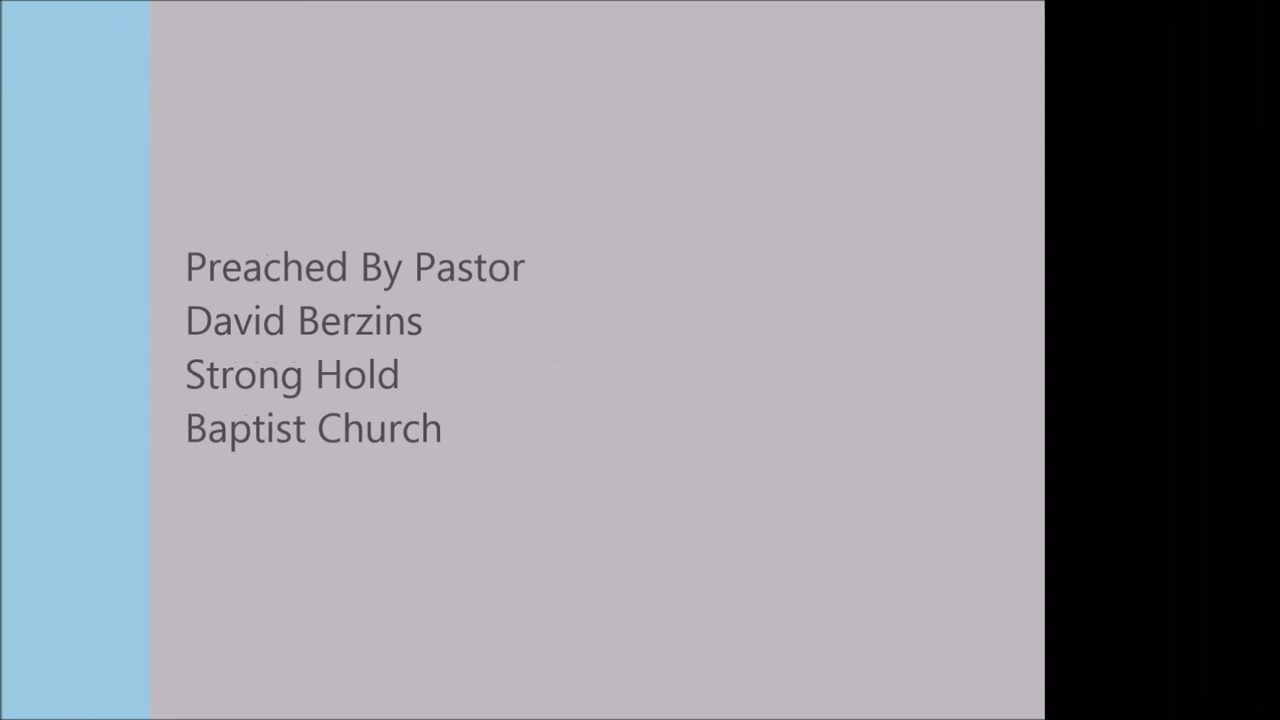 Preached By Pastor
David Berzins
Strong Hold
Baptist Church